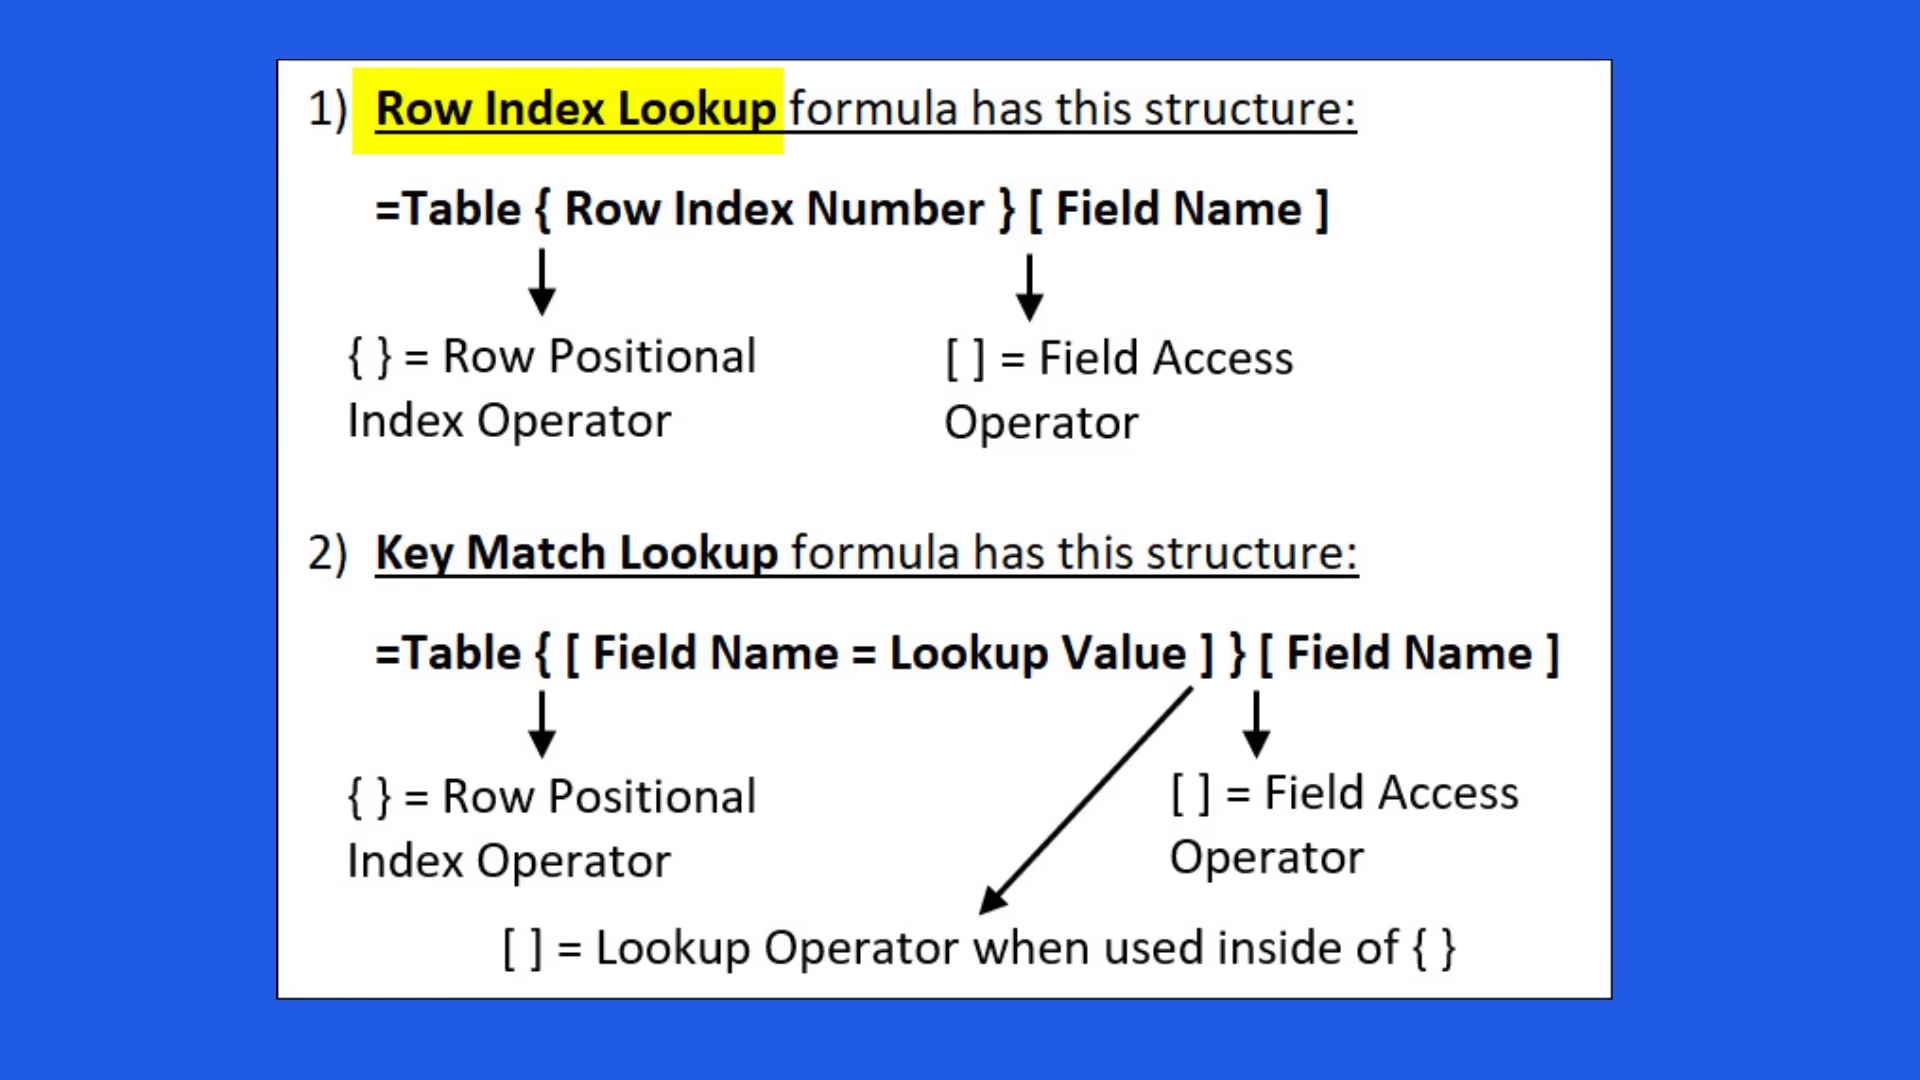 1) Row Index Lookup formula has this structure:
=Table { Row Index Number } [ Field Name ]
{ } = Row Positional
Index Operator
[ ] = Field Access
Operator
2) Key Match Lookup formula has this structure:
=Table { [ Field Name = Lookup Value ] } [ Field Name ]
{ } = Row Positional
Index Operator
[ ] = Field Access
Operator
[ ] = Lookup Operator when used inside of { }